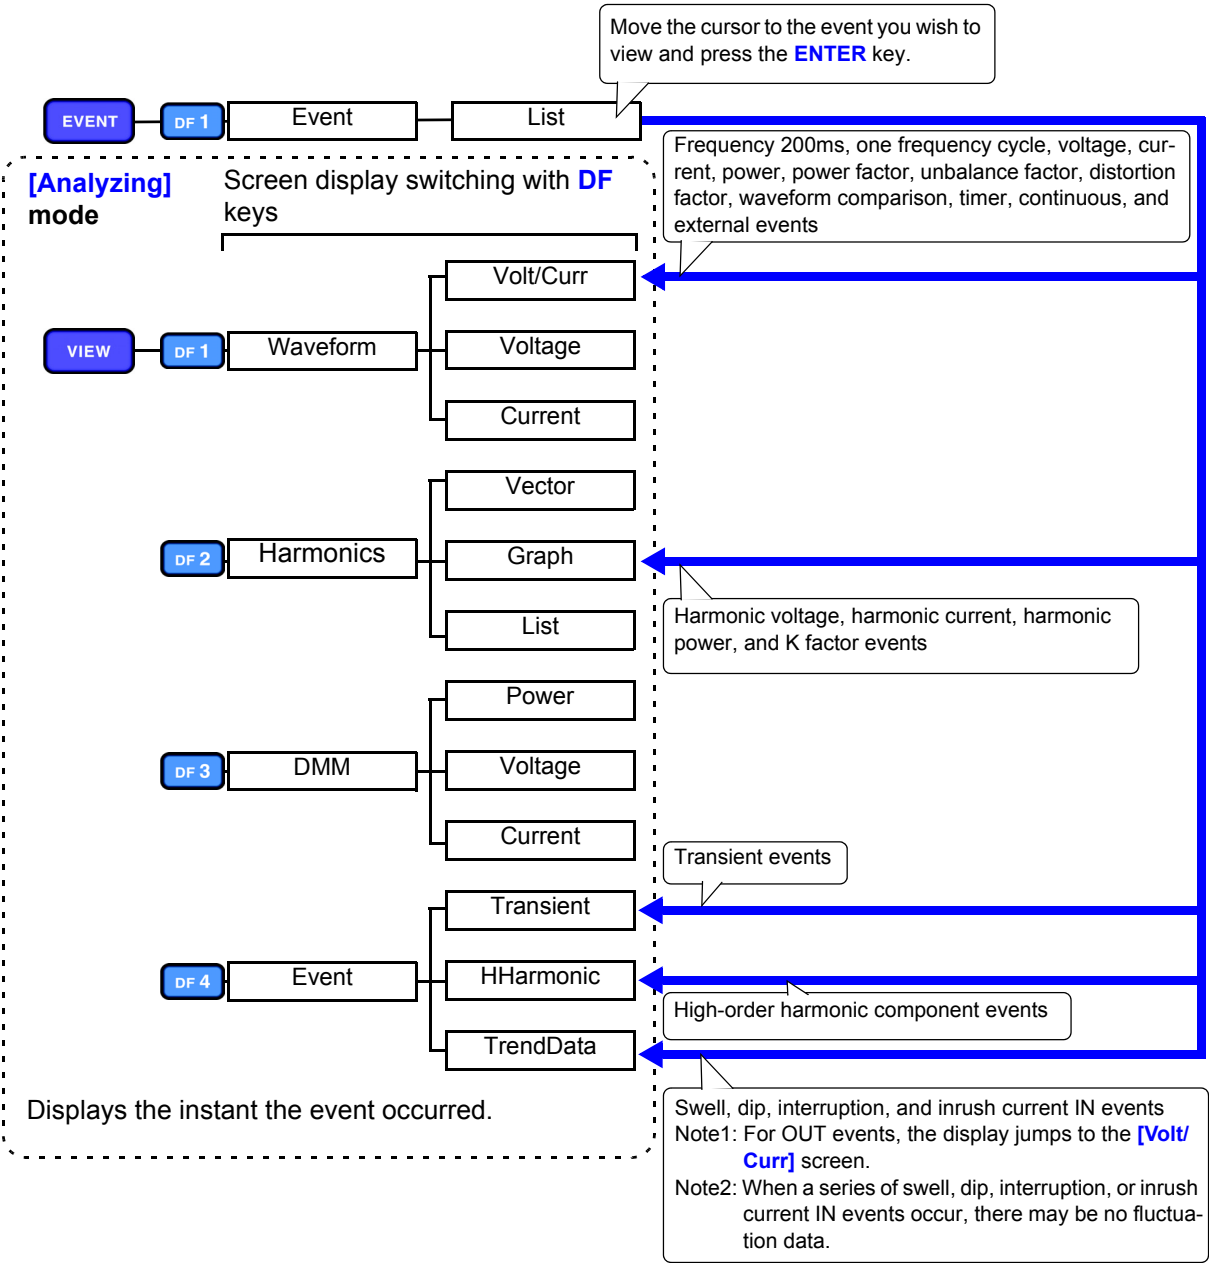 Move the cursor to the event you wish to
view and press the ENTER key.
EVENT DF 1 Event List
Frequency 200ms, one frequency cycle, voltage, cur-
rent, power, power factor, unbalance factor, distortion
factor, waveform comparison, timer, continuous, and
external events
[Analyzing]
mode
Screen display switching with DF
keys
Volt/Curr
VIEW DF 1 Waveform Voltage
Current
Vector
DF 2 Harmonics Graph
Harmonic voltage, harmonic current, harmonic
power, and K factor events
List
Power
DF 3 DMM Voltage
Current
Transient events
Transient
DF 4 Event HHarmonic
High-order harmonic component events
TrendData
Displays the instant the event occurred.
Swell, dip, interruption, and inrush current IN events
Note1: For OUT events, the display jumps to the [Volt/
Curr] screen.
Note2: When a series of swell, dip, interruption, or inrush
current IN events occur, there may be no fluctua-
tion data.